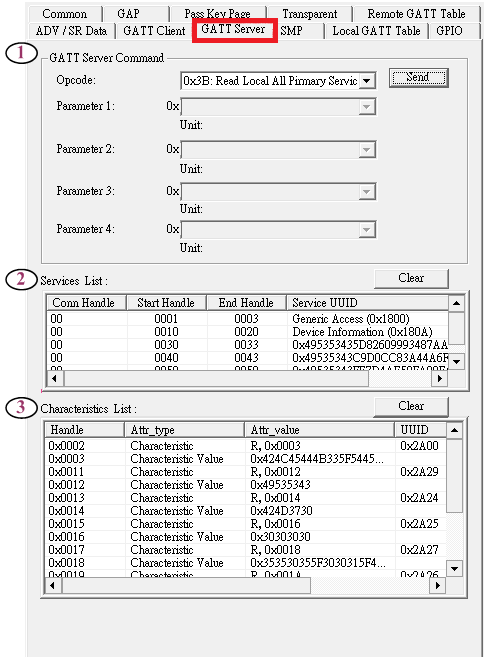 Common GAP Pass Key Page Transparent Remote GATT Table
ADV / SR Data GATT Client GATT Server SMP Local GATT Table GPIO
1
GATT Server Command
Opcode: 0x3B: Read Local All Pirmary Servic Send
Parameter 1: 0x
Unit:
Parameter 2: 0x
Unit:
Parameter 3: 0x
Unit:
Parameter 4: 0x
Unit:
2 Services List : Clear
Conn Handle Start Handle End Handle Service UUID
00 0001 0003 Generic Access (0x1800)
00 0010 0020 Device Information (0x180A)
00 0030 0033 0x495353435D82609993487AA
00 0040 0043 0x49535343C9D0CC83A44A6F
3 Characteristics List : Clear
Handle Attr_type Attr_value UUID
0x0002 Characteristic R, 0x0003 0x2A00
0x0003 Characteristic Value 0x424C45444B335F5445...
0x0011 Characteristic R, 0x0012 0x2A29
0x0012 Characteristic Value 0x49535343
0x0013 Characteristic R, 0x0014 0x2A24
0x0014 Characteristic Value 0x424D3730
0x0015 Characteristic R, 0x0016 0x2A25
0x0016 Characteristic Value 0x30303030
0x0017 Characteristic R, 0x0018 0x2A27
0x0018 Characteristic Value 0x353530355F3030315F4...
0x0019 Characteristic R, 0x001A 0x2A26